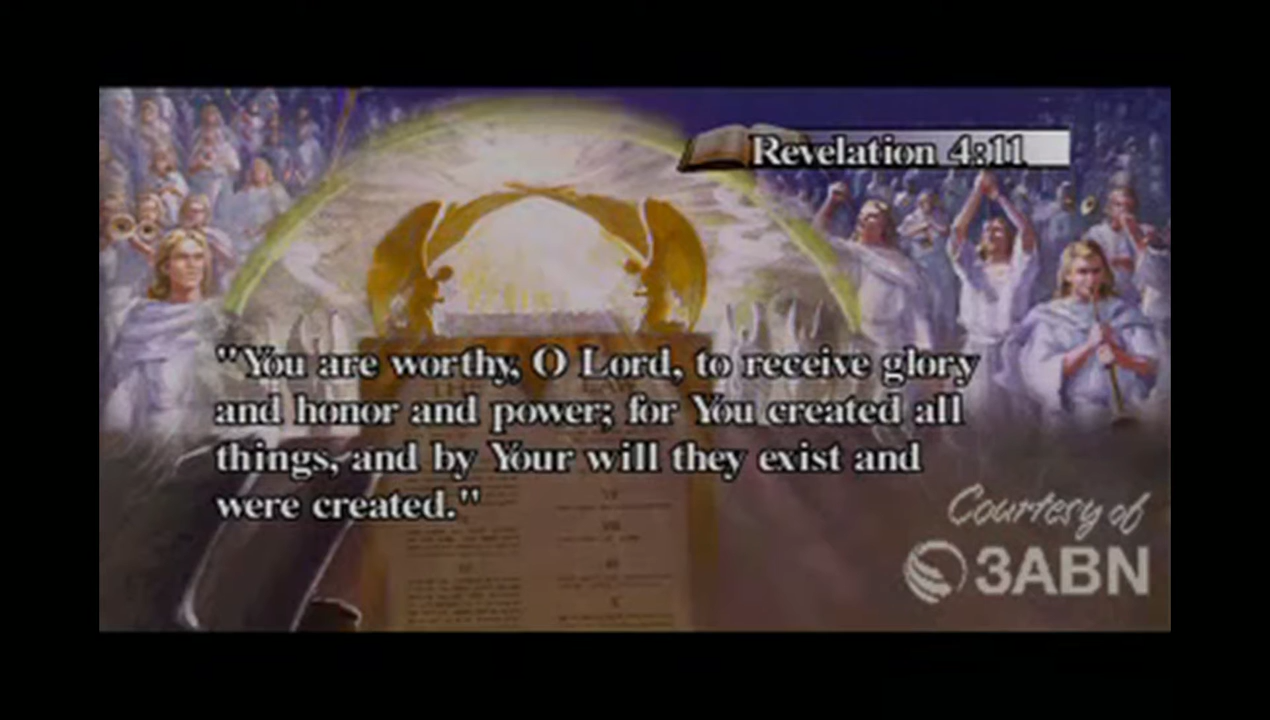 Revelation 4:11
"You are worthy, O Lord, to receive glory
and honor and power; for You created all
things, and by Your will they exist and
were created."
Courtesy of
3ABN